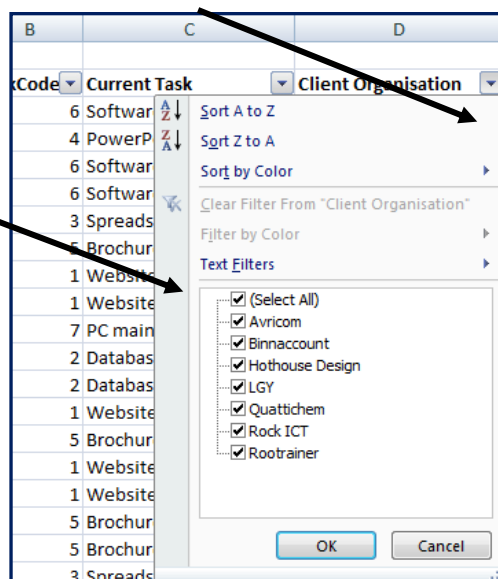 B C D
kCode Current Task Client Organisation
6 Softwar
4 PowerP
6 Softwar
6 Softwar
3 Spreads
5 Brochur
1 Website
1 Website
7 PC main
2 Databas
2 Databas
1 Website
5 Brochur
1 Website
1 Website
5 Brochur
5 Brochur
3 Spreads
Sort A to Z
Sort Z to A
Sort by Color
Clear Filter From "Client Organisation"
Filter by Color
Text Filters
(Select All)
Avricom
Binnaccount
Hothouse Design
LGY
Quattichem
Rock ICT
Rootrainer
OK Cancel